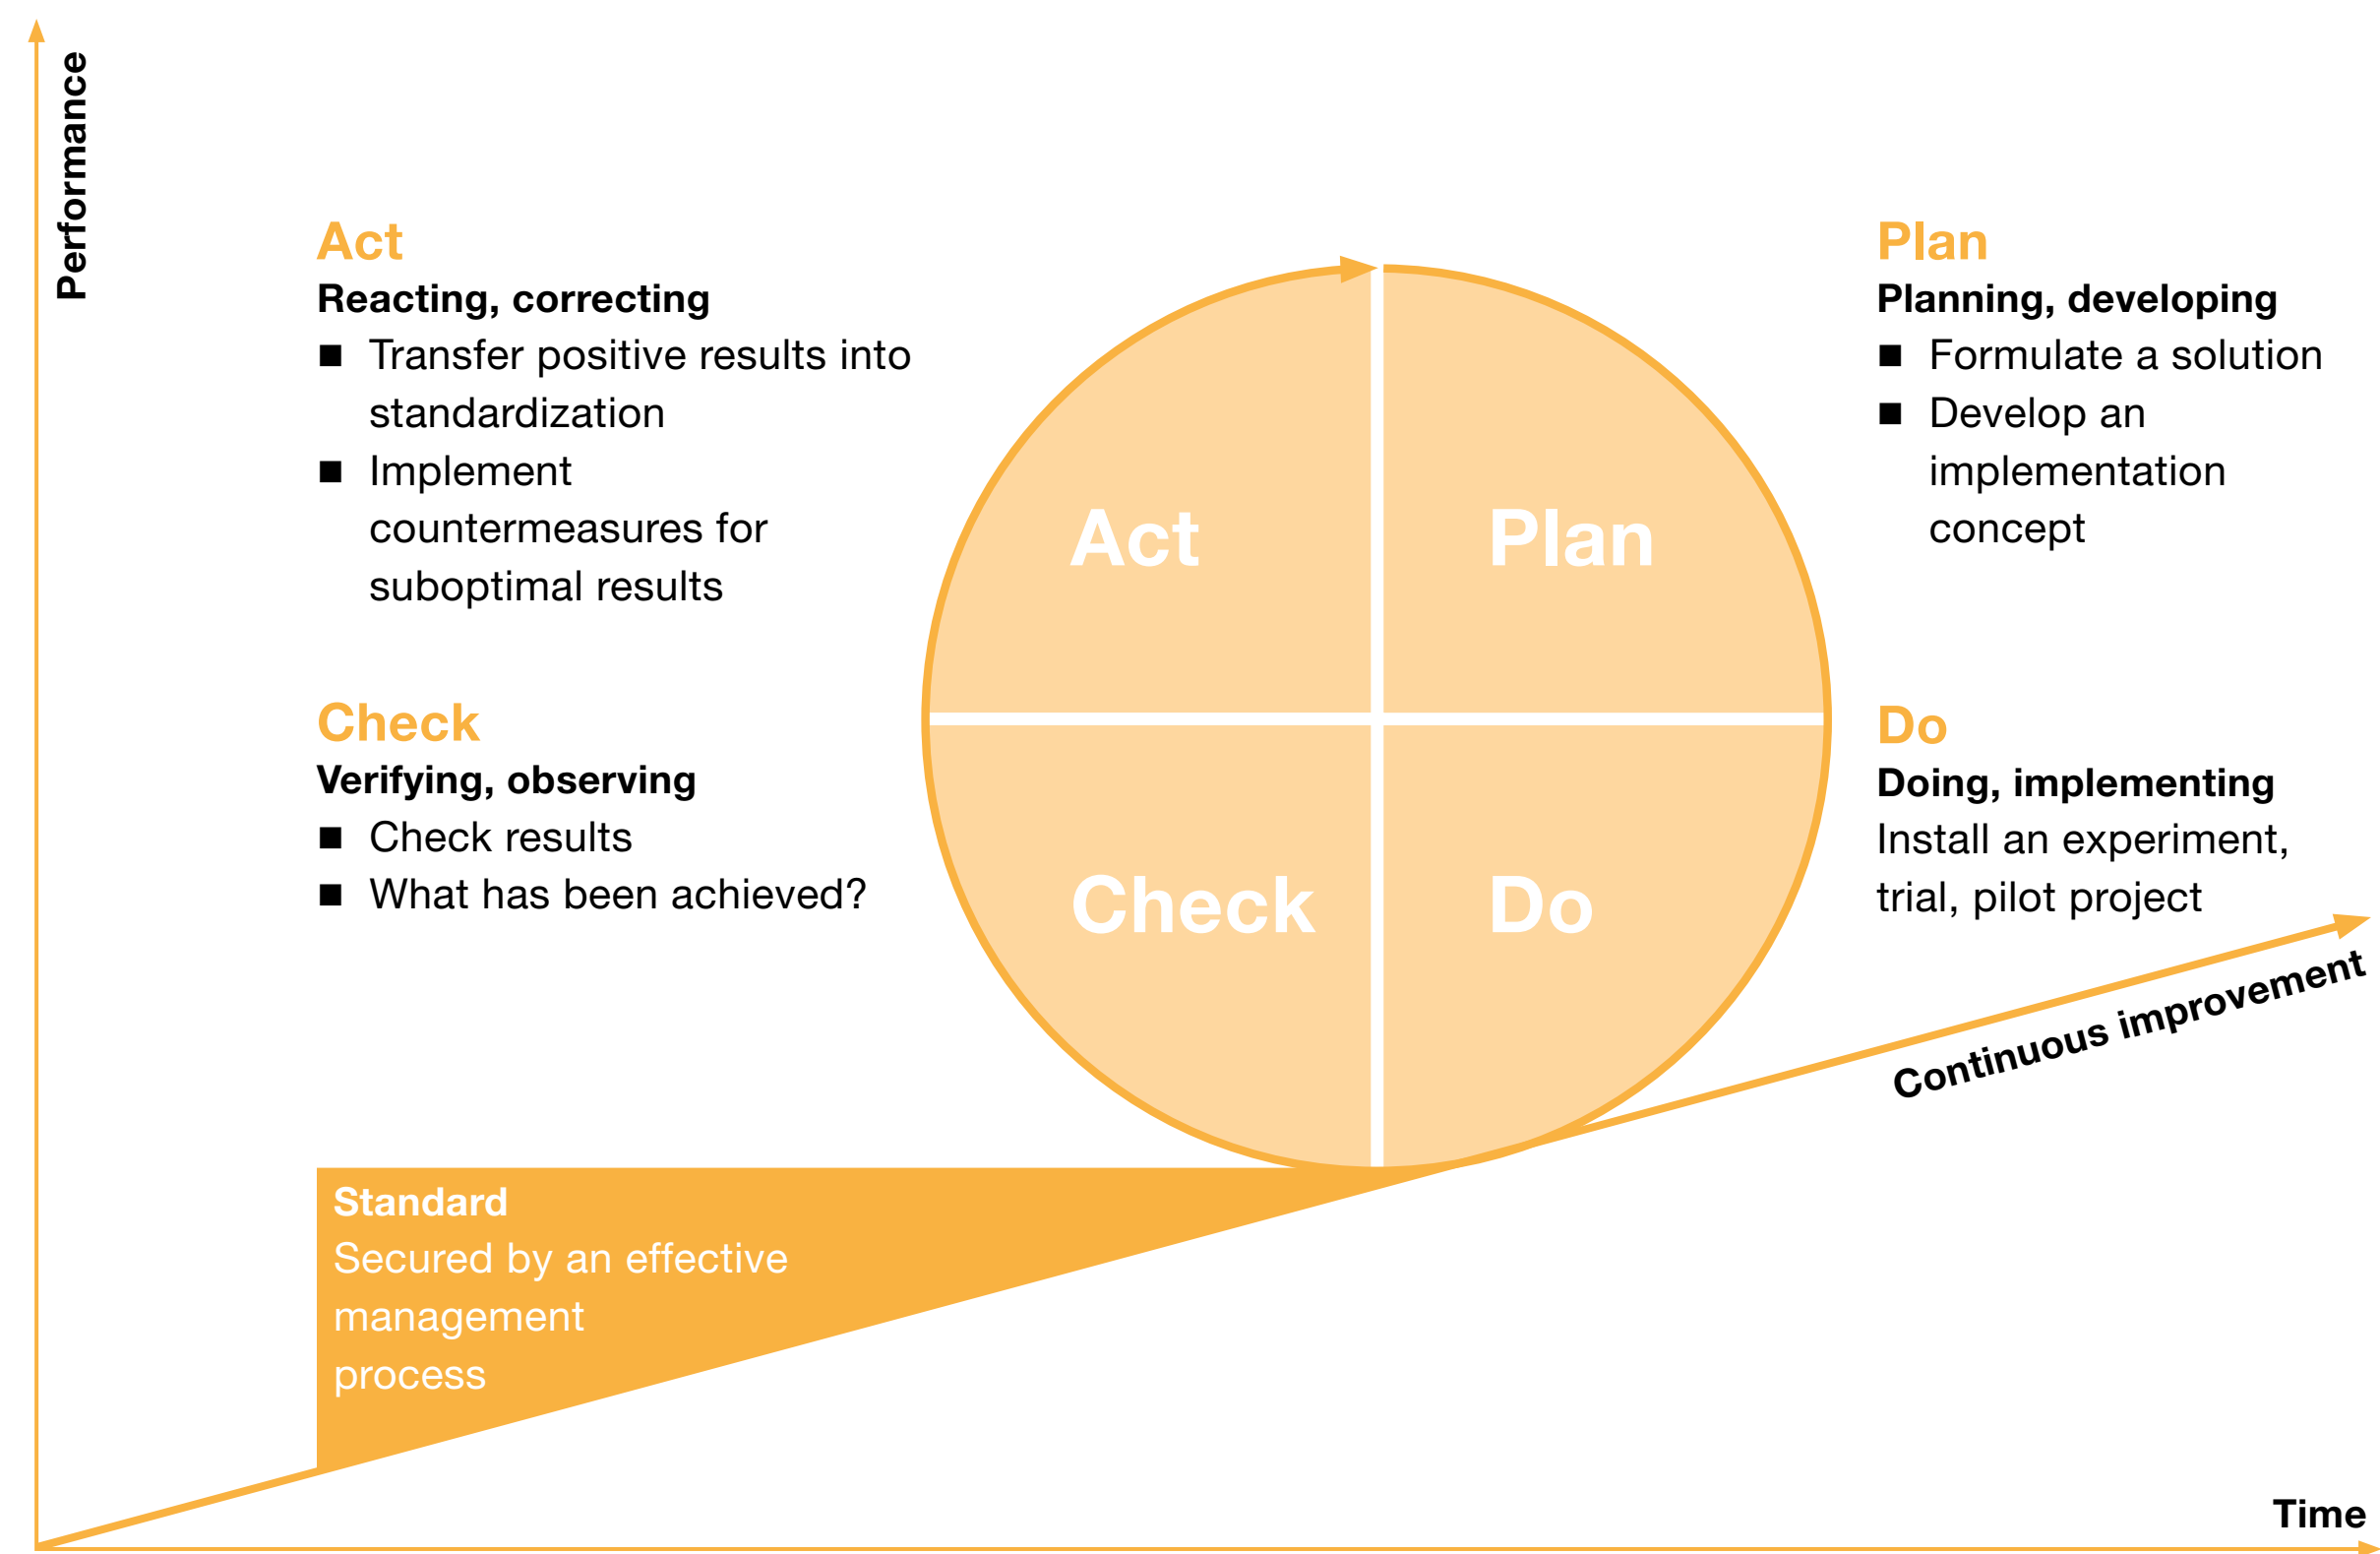 Performance
Act
Reacting, correcting
■ Transfer positive results into
standardization
■ Implement
countermeasures for
suboptimal results
Check
Verifying, observing
■ Check results
■ What has been achieved?
Act
Plan
Check
Do
Plan
Planning, developing
■ Formulate a solution
■ Develop an
implementation
concept
Do
Doing, implementing
Install an experiment,
trial, pilot project
Continuous improvement
Standard
Secured by an effective
management
process
Time